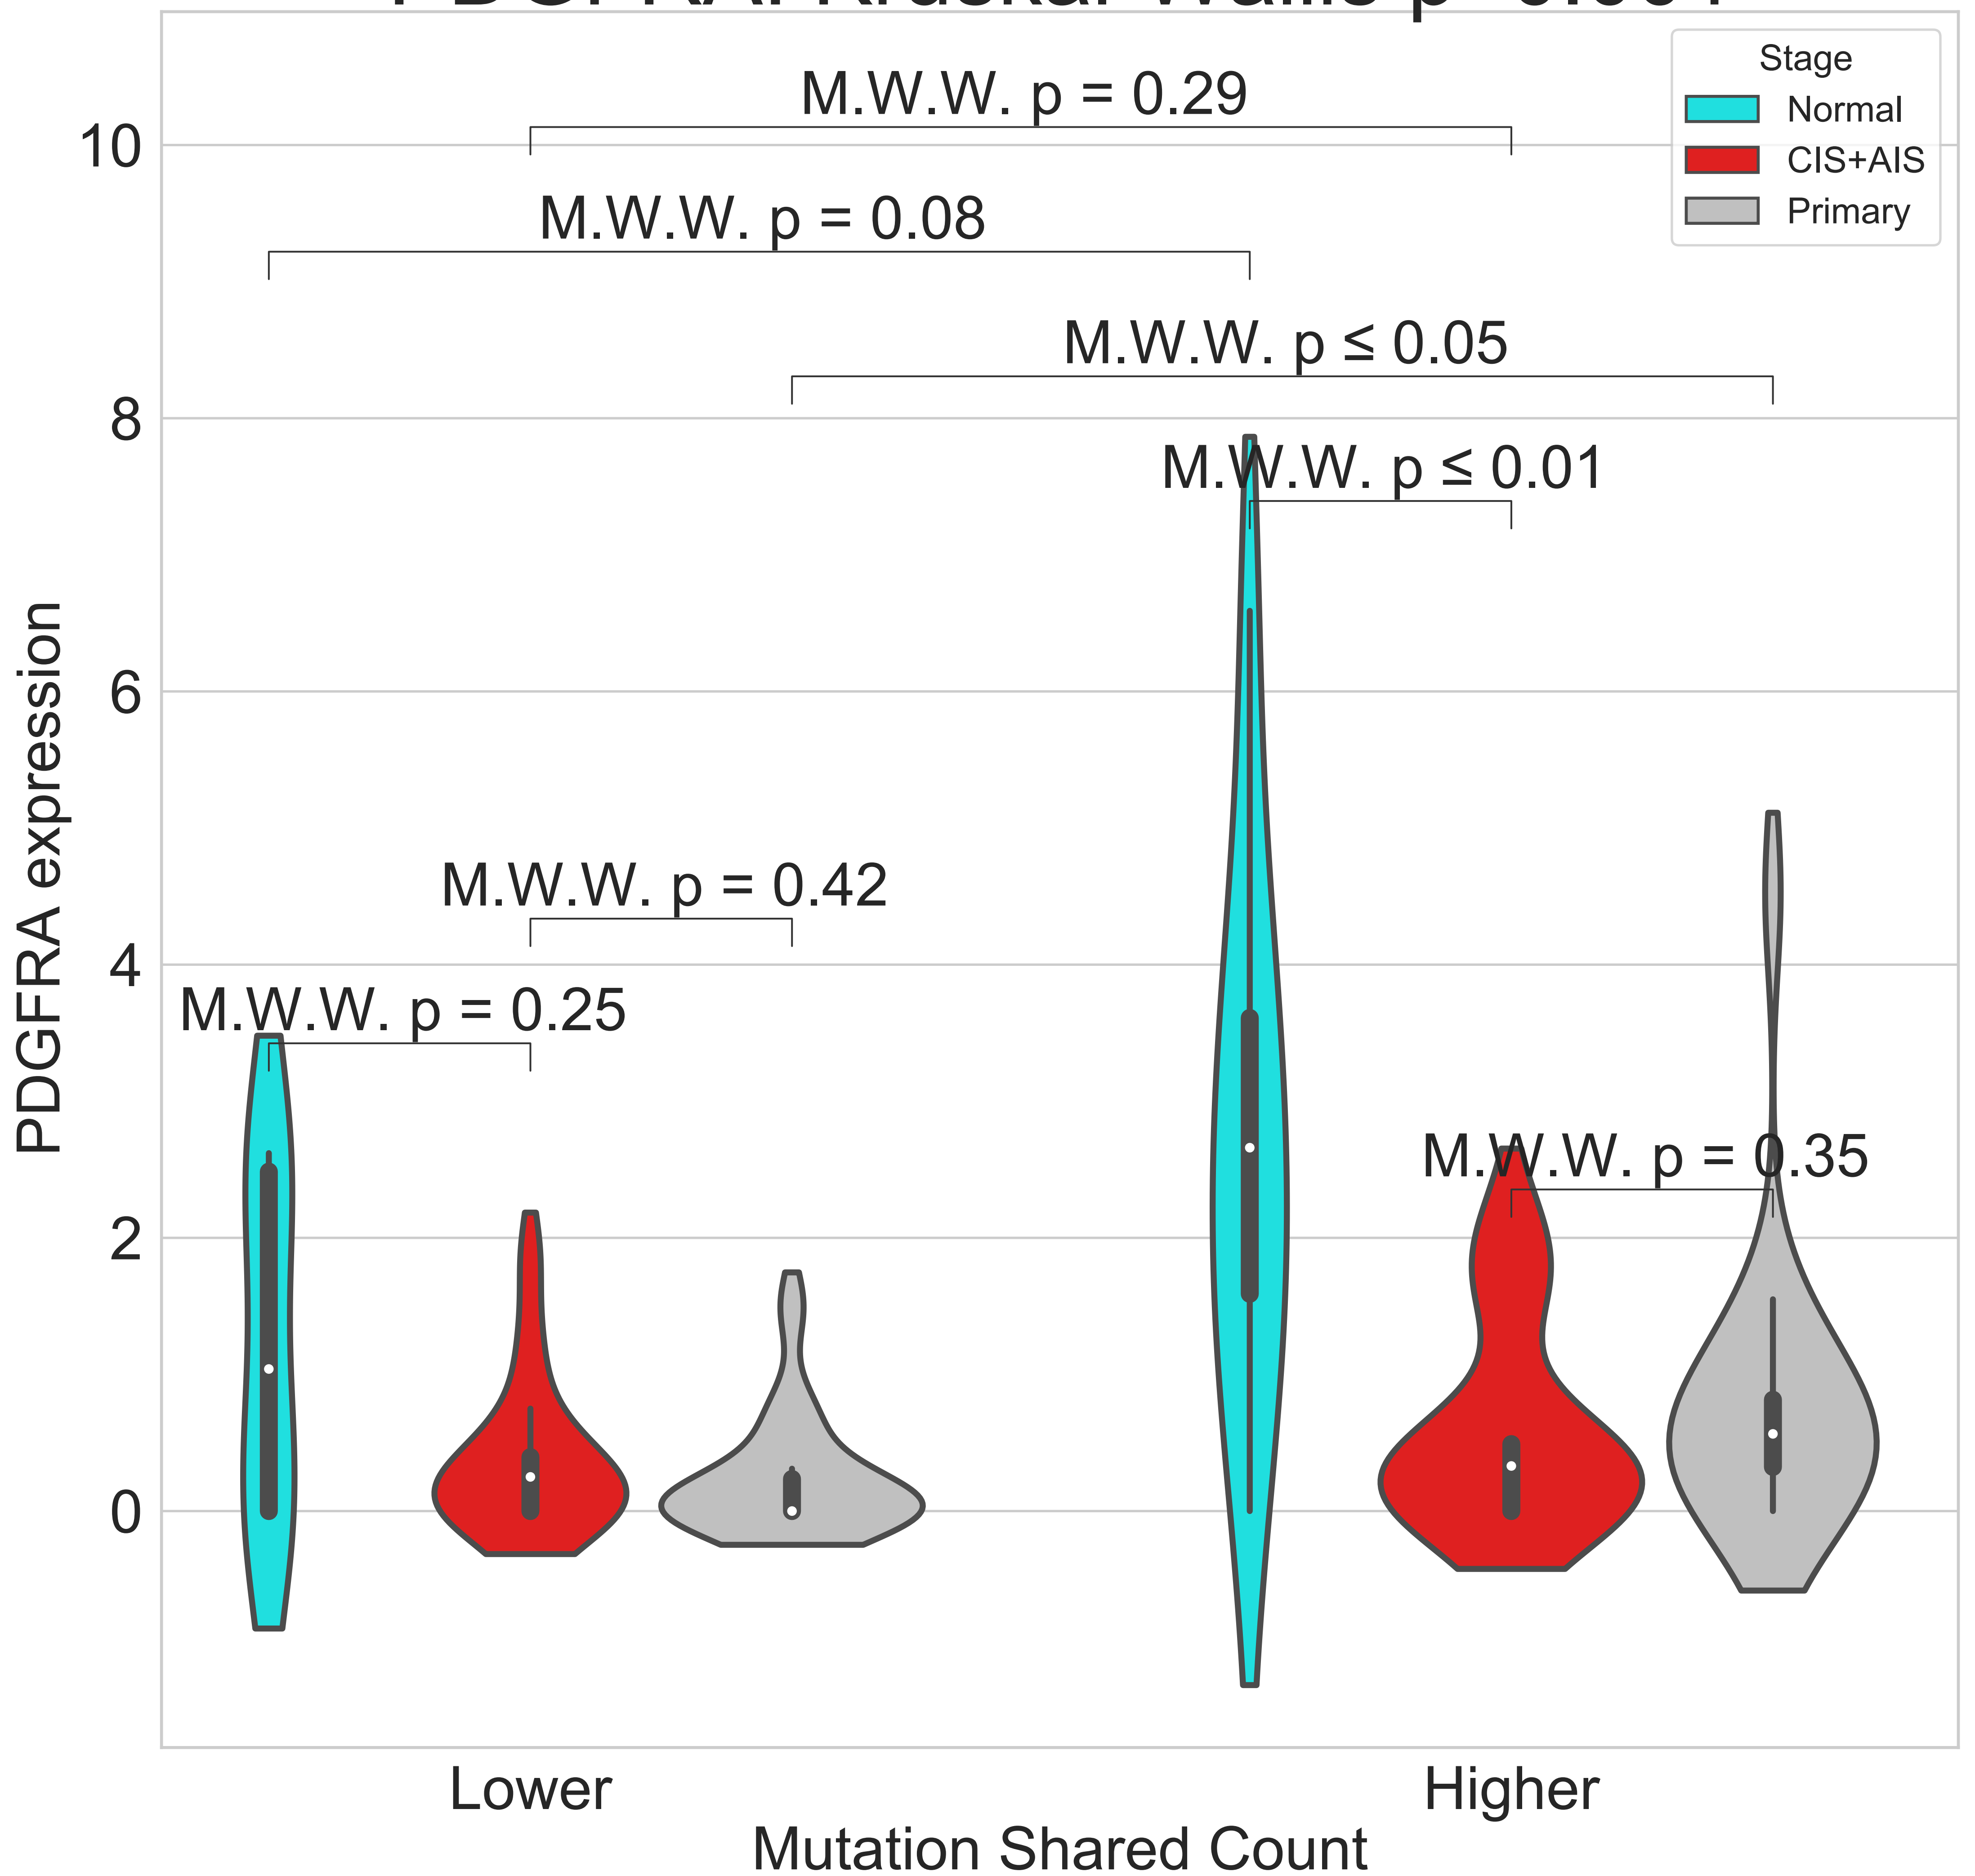 Stage
Normal
CIS+AIS
Primary
M.W.W. p = 0.29
M.W.W. p = 0.08
M.W.W. p ≤ 0.05
M.W.W. p ≤ 0.01
M.W.W. p = 0.42
M.W.W. p = 0.25
M.W.W. p = 0.35
10
8
6
4
2
0
PDGFRA expression
Lower
Higher
Mutation Shared Count